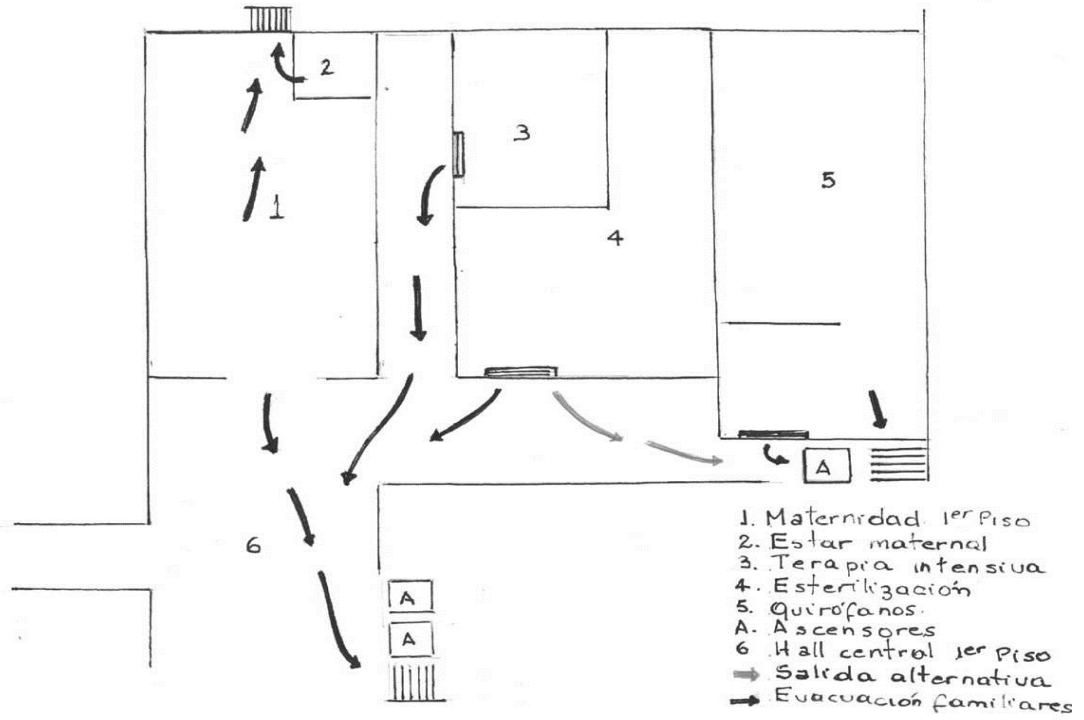 2
3
5
1
4
6
A
A
A
1. Maternidad 1er Piso
2. Estar maternal
3. Terapia intensiva
4. Esterilización
5. Quirófanos.
A. Ascensores
6 Hall central 1er Piso
Salida alternativa
Evacuación familiares